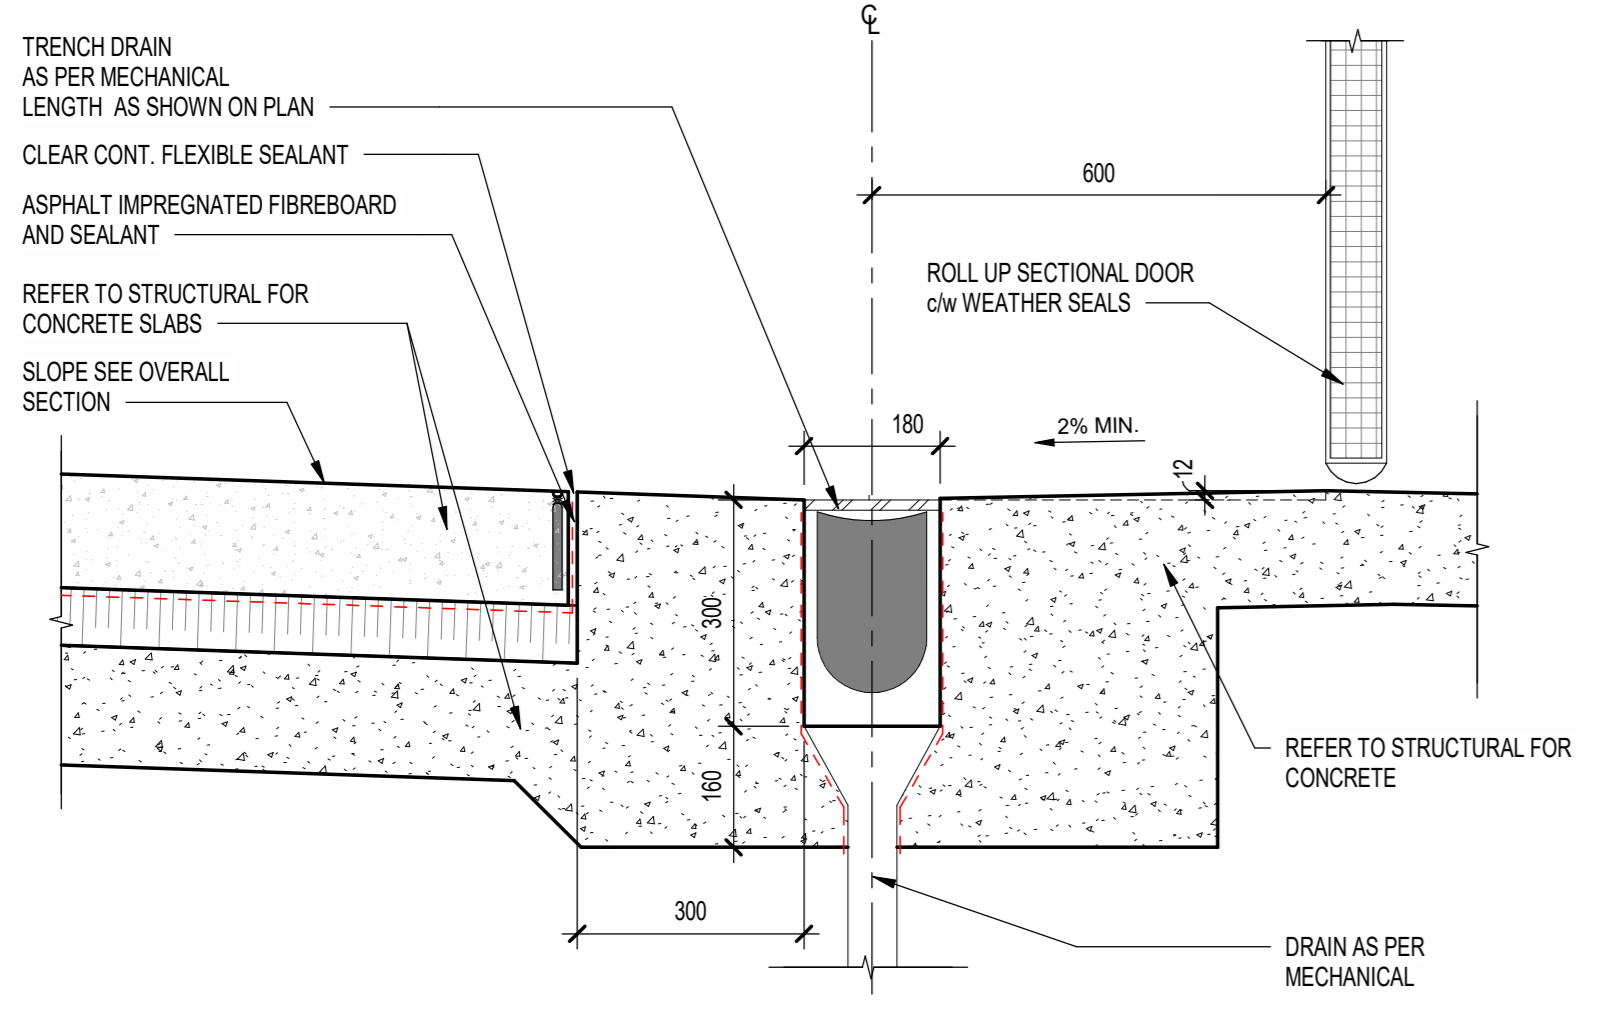 ℄
TRENCH DRAIN
AS PER MECHANICAL
LENGTH AS SHOWN ON PLAN
CLEAR CONT. FLEXIBLE SEALANT
ASPHALT IMPREGNATED FIBREBOARD
AND SEALANT
REFER TO STRUCTURAL FOR
CONCRETE SLABS
SLOPE SEE OVERALL
SECTION
600
ROLL UP SECTIONAL DOOR
c/w WEATHER SEALS
180
2% MIN.
12
300
160
300
REFER TO STRUCTURAL FOR
CONCRETE
DRAIN AS PER
MECHANICAL